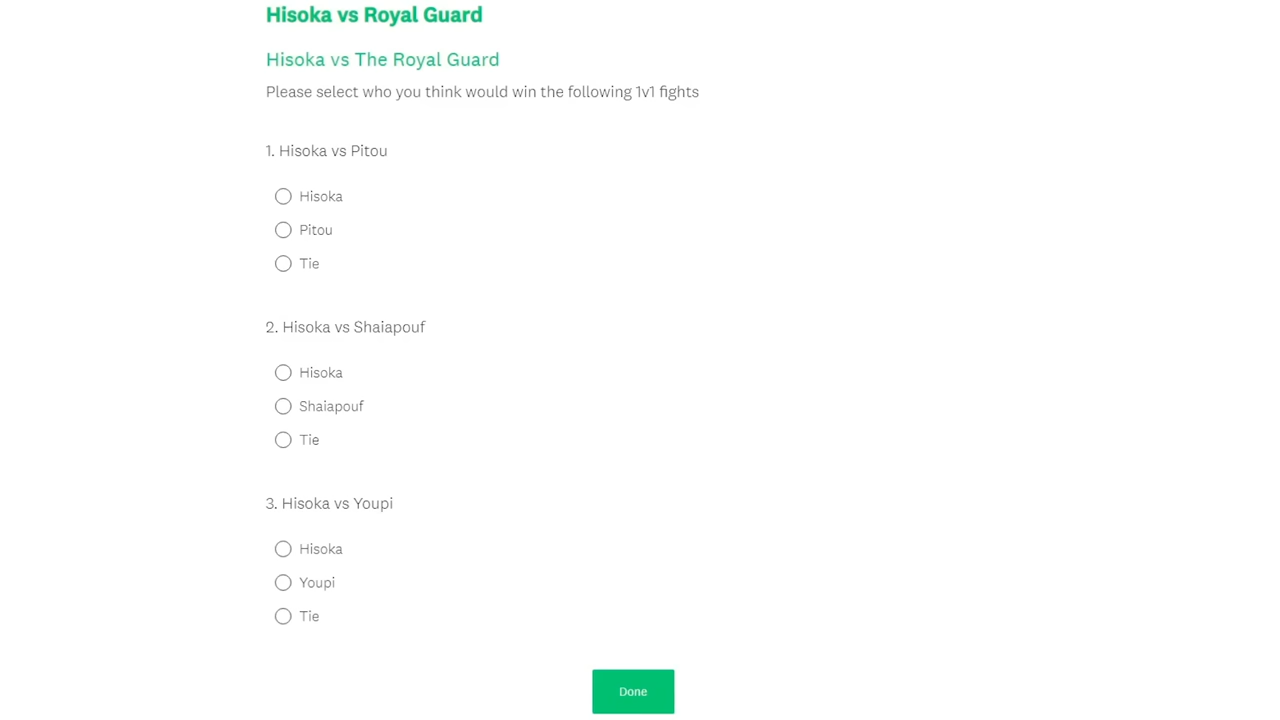 Hisoka vs Royal Guard
Hisoka vs The Royal Guard
Please select who you think would win the following 1v1 fights
1. Hisoka vs Pitou
Hisoka
Pitou
Tie
2. Hisoka vs Shaiapouf
Hisoka
Shaiapouf
Tie
3. Hisoka vs Youpi
Hisoka
Youpi
Tie
Done